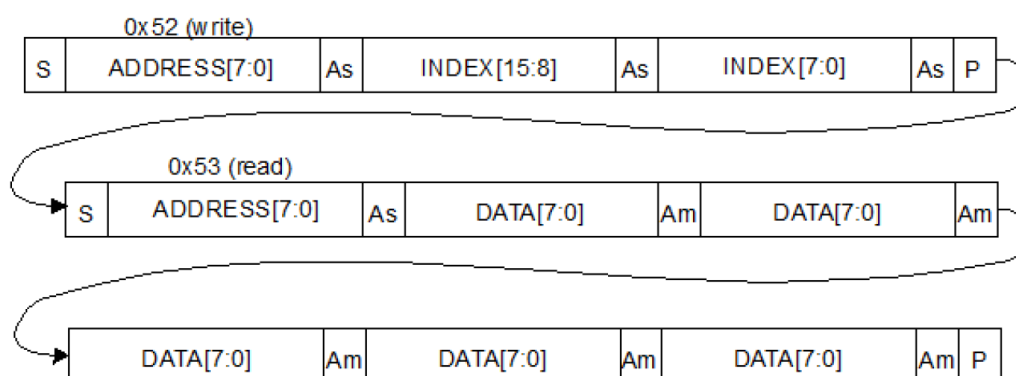 0x52 (write)
S ADDRESS[7:0] As INDEX[15:8] As INDEX[7:0] As P
0x53 (read)
S ADDRESS[7:0] As DATA[7:0] Am DATA[7:0] Am
DATA[7:0] Am DATA[7:0] Am DATA[7:0] Am P